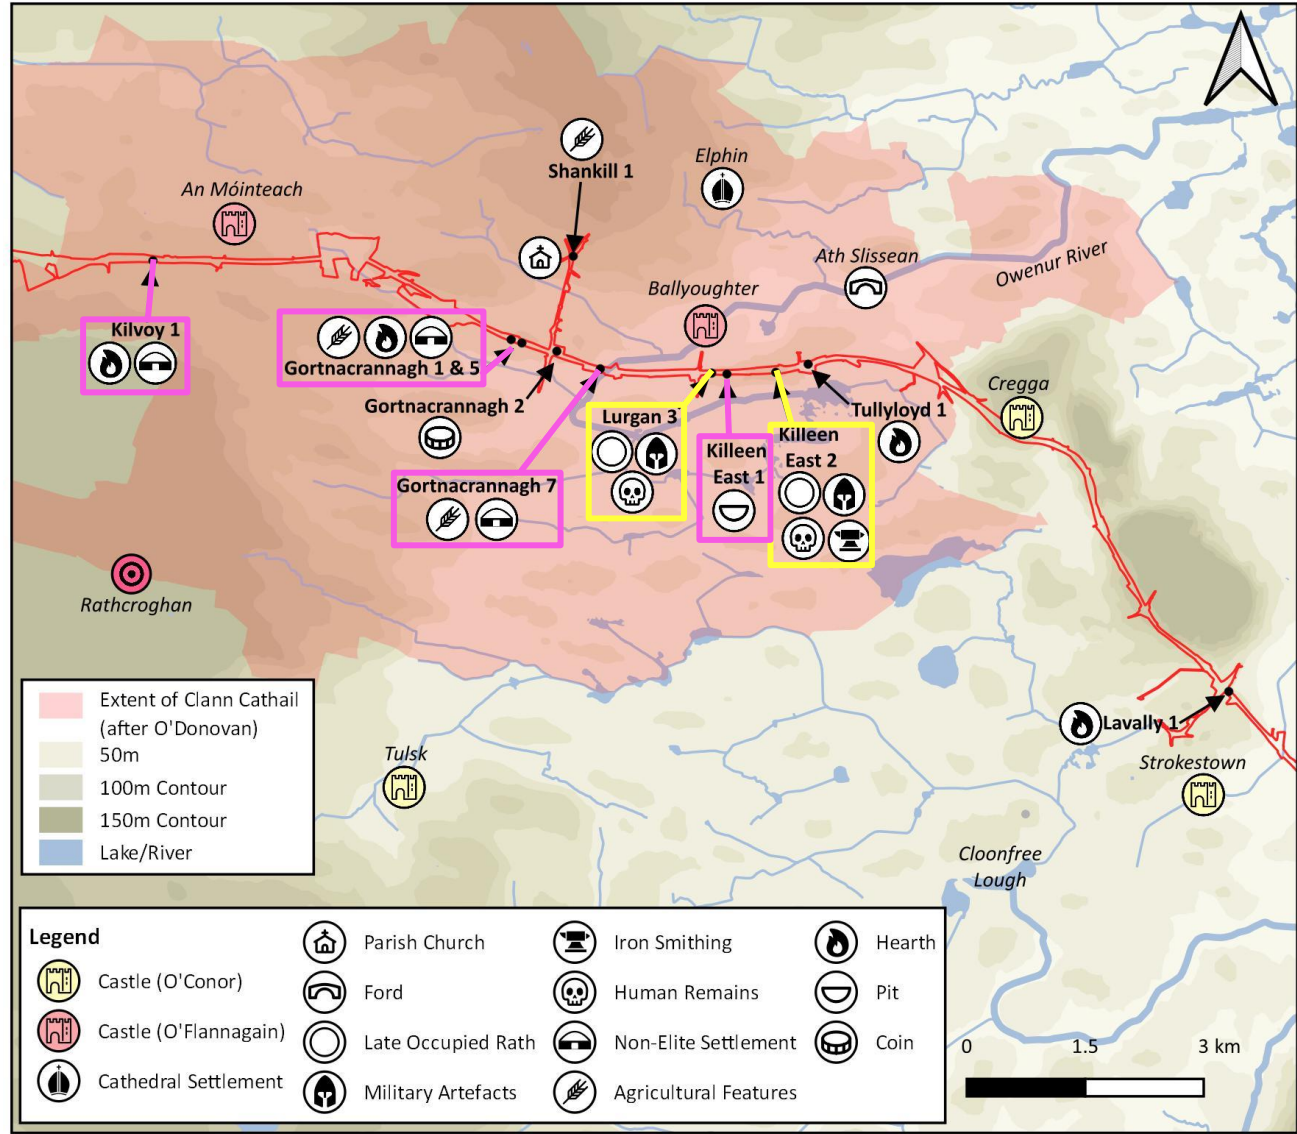 Shankill 1
Elphin
An Móinteach
Ath Slissean
Owenur River
Ballyoughter
Kilvoy 1
Gortnacrannagh 1 & 5
Cregga
Gortnacrannagh 2
Lurgan 3
Tullyloyd 1
Killeen
East 1
Killeen
East 2
Gortnacrannagh 7
Rathcroghan
Extent of Clann Cathail
(after O'Donovan)
50m
100m Contour
150m Contour
Lake/River
Tulsk
Lavally 1
Strokestown
Cloonfree
Lough
Legend
Castle (O'Conor)
Castle (O'Flannagain)
Cathedral Settlement
Parish Church
Ford
Late Occupied Rath
Military Artefacts
Iron Smithing
Human Remains
Non-Elite Settlement
Agricultural Features
Hearth
Pit
Coin
0 1.5 3 km